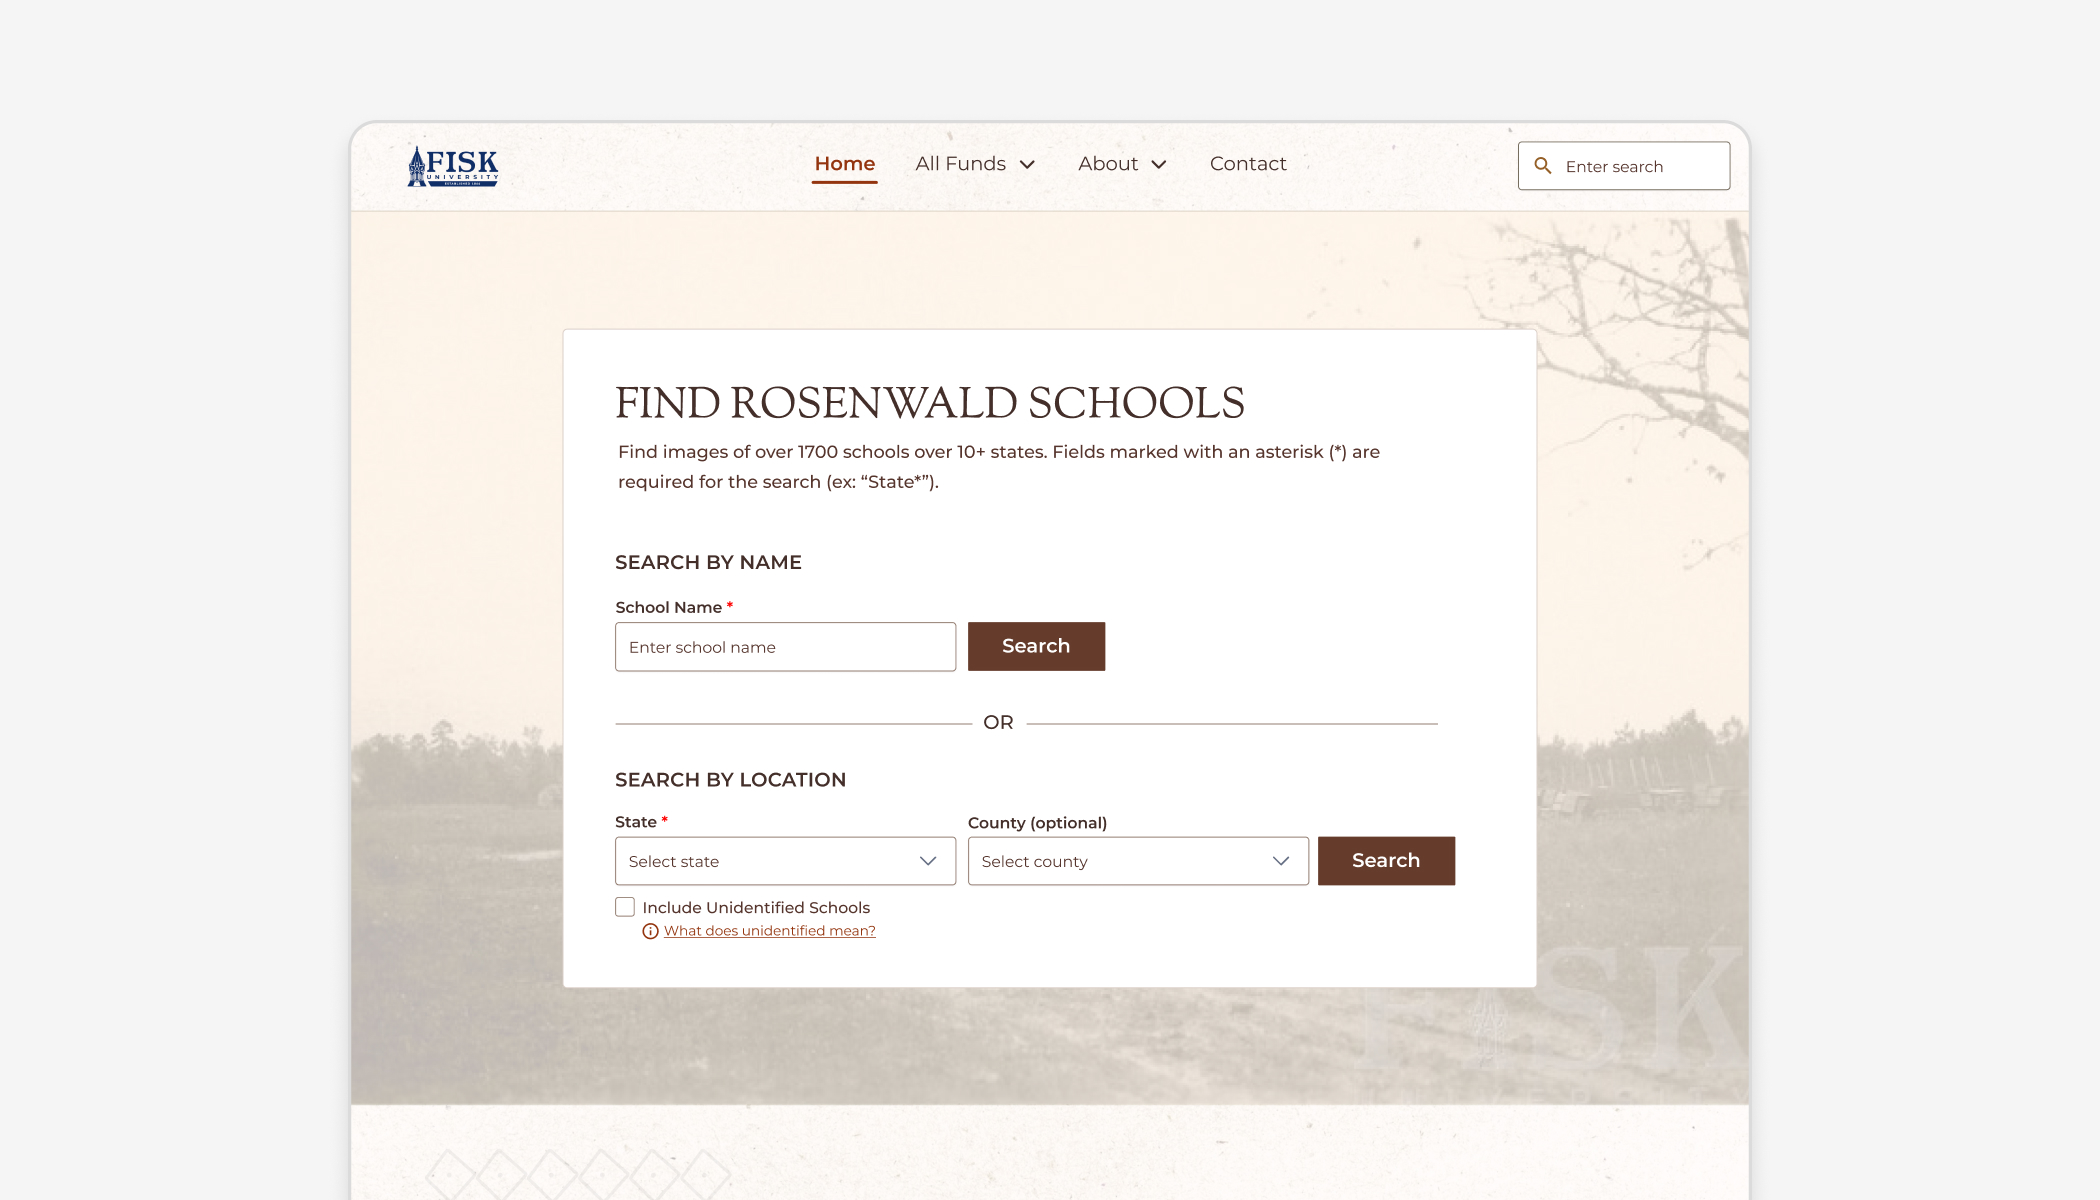 FISK
UNIVERSITY
ESTABLISHED 1866
Home All Funds About Contact
Enter search
FIND ROSENWALD SCHOOLS
Find images of over 1700 schools over 10+ states. Fields marked with an asterisk (*) are
required for the search (ex: “State*”).
SEARCH BY NAME
School Name *
Enter school name Search
OR
SEARCH BY LOCATION
State * County (optional)
Select state Select county Search
Include Unidentified Schools
What does unidentified mean?
FISK